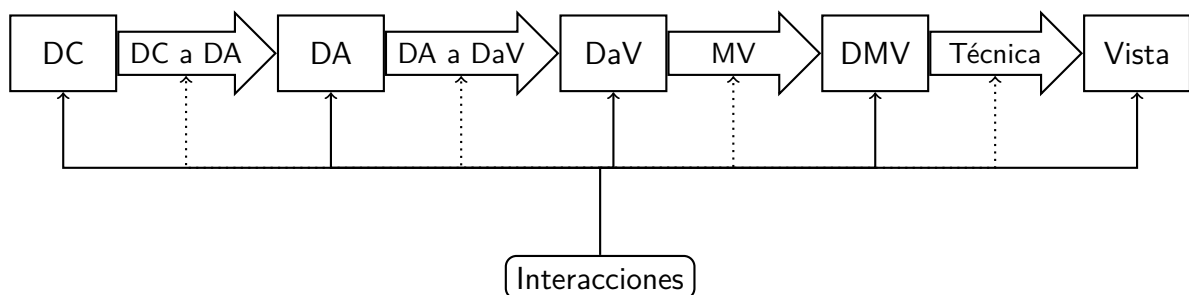 DC
DC a DA
DA
DA a DaV
DaV
MV
DMV
Técnica
Vista
Interacciones